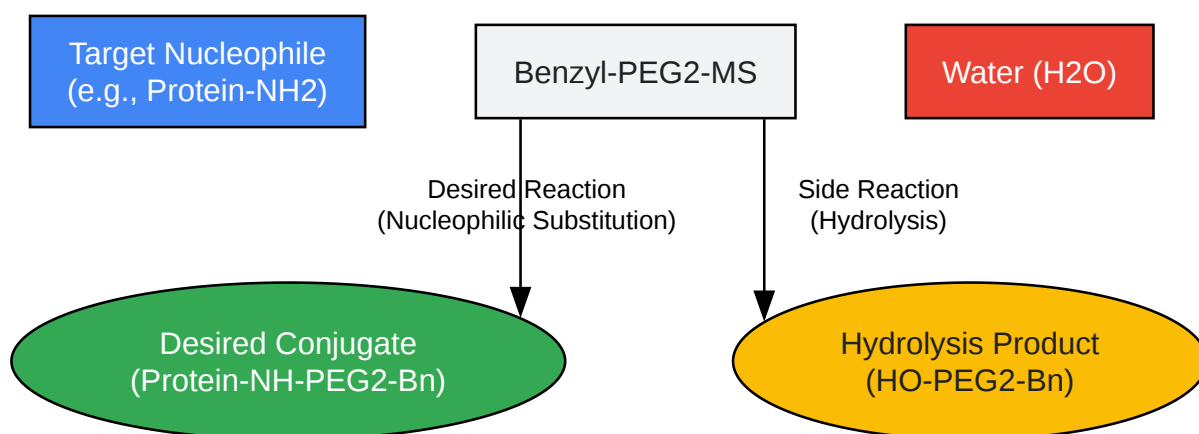 Target Nucleophile
(e.g., Protein-NH2)
Benzyl-PEG2-MS
Water (H2O)
Desired Reaction
(Nucleophilic Substitution)
Side Reaction
(Hydrolysis)
Desired Conjugate
(Protein-NH-PEG2-Bn)
Hydrolysis Product
(HO-PEG2-Bn)